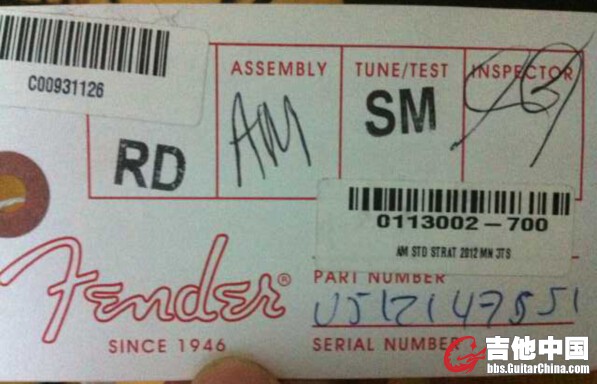 C00931126
ASSEMBLY
TUNE/TEST
INSPECTOR
RD
AM
SM
0113002-700
AM STD STRAT 2012 MN 3TS
PART NUMBER
Fender®
SINCE 1946
SERIAL NUMBER
吉他中国
bbs.GuitarChina.com